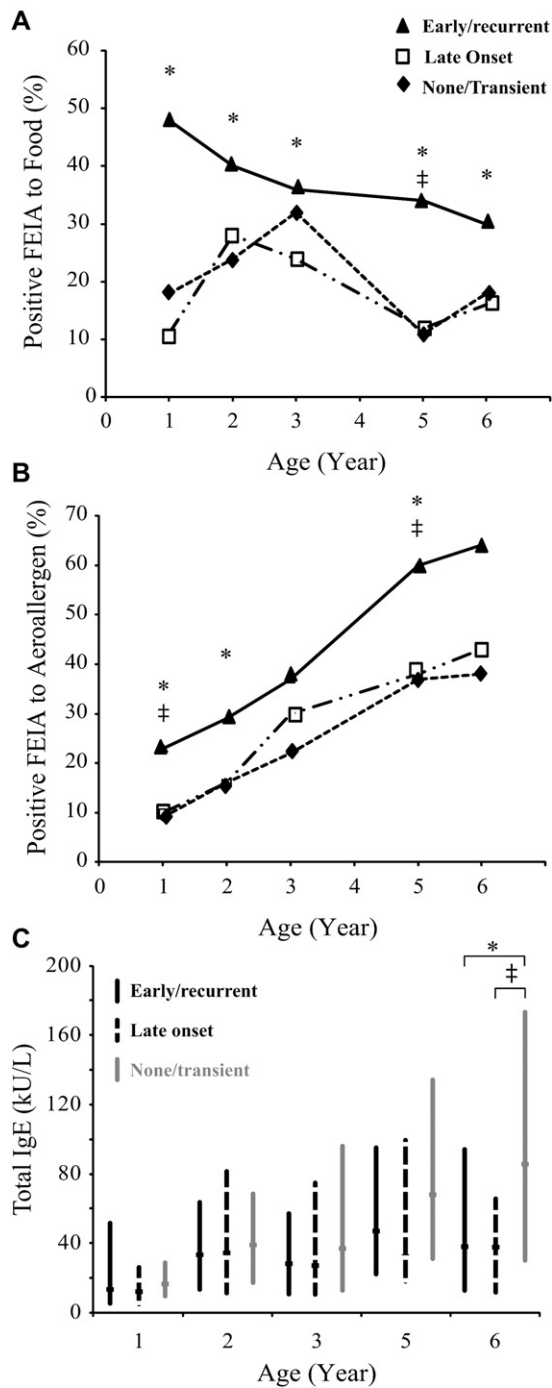 A
Early/recurrent
Late Onset
None/Transient
Positive FEIA to Food (%)
60
50
40
30
20
10
0
*
*
*
*
‡
*
0 1 2 3 5 6
Age (Year)
B
Positive FEIA to Aeroallergen (%)
70
60
50
40
30
20
10
0
*
‡
*
*
‡
0 1 2 3 5 6
Age (Year)
C
Total IgE (kU/L)
200
160
120
80
40
0
Early/recurrent
Late onset
None/transient
*
‡
1 2 3 5 6
Age (Year)